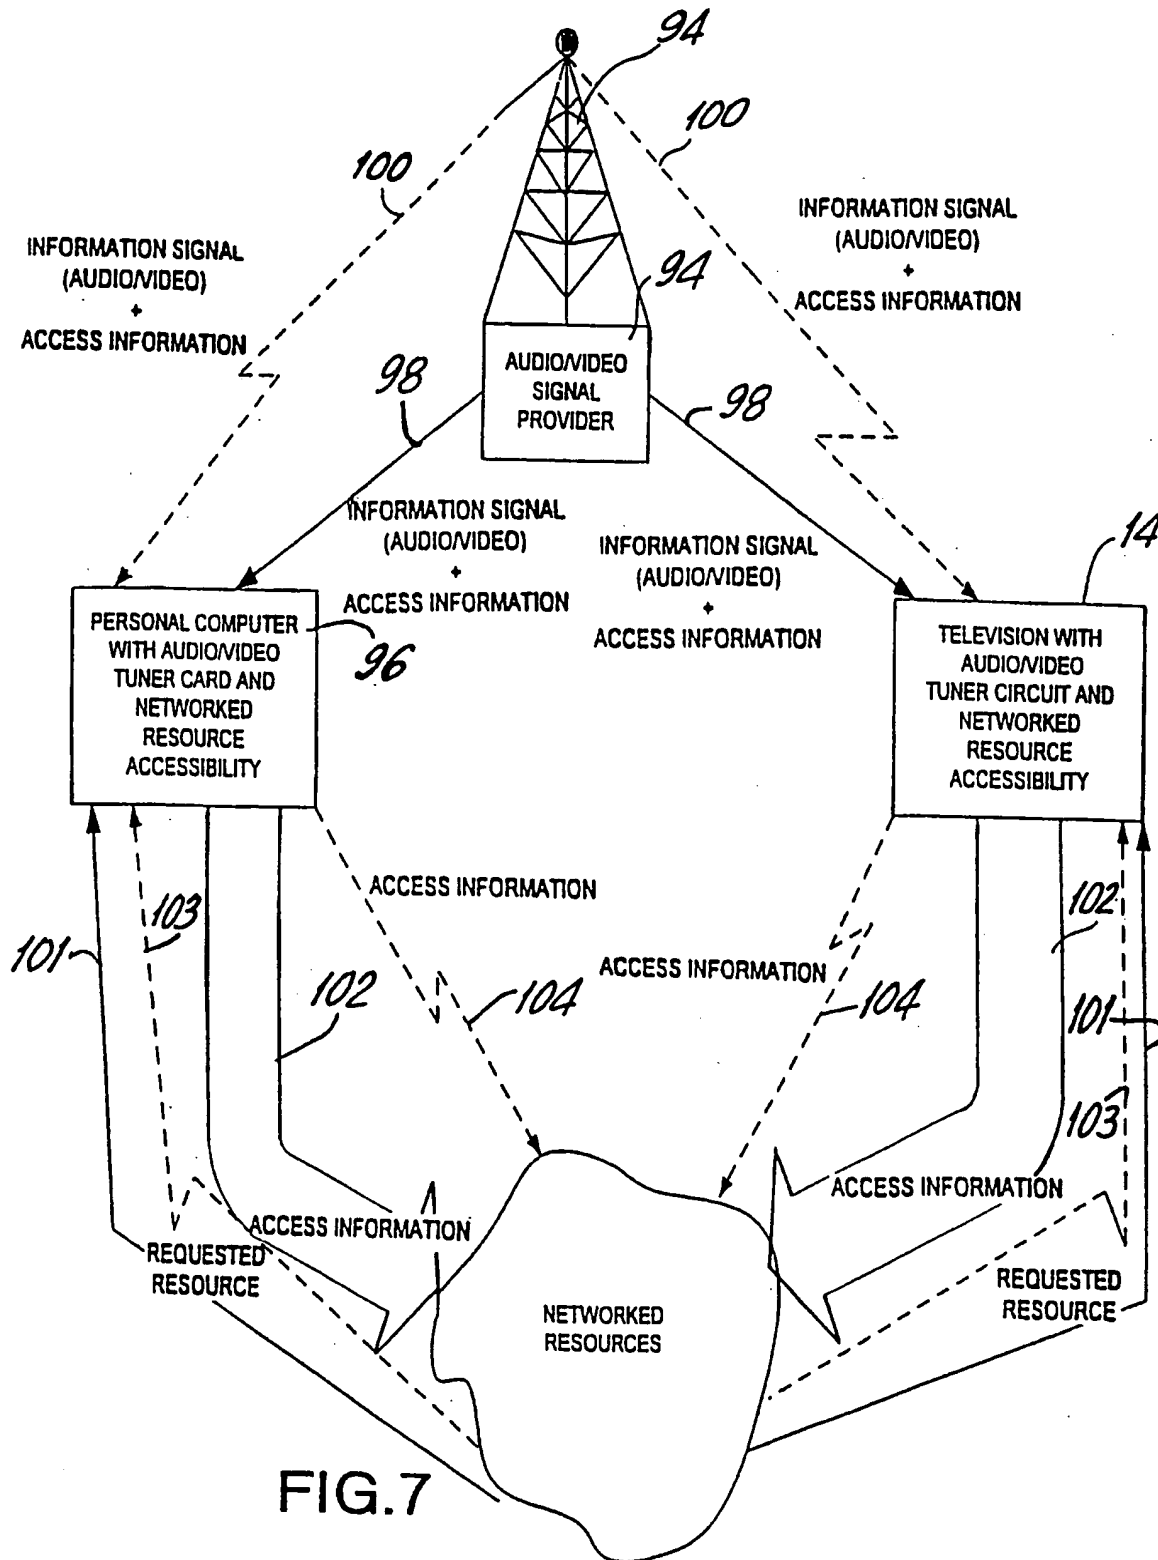 94
100
100
INFORMATION SIGNAL
(AUDIO/VIDEO)
+
ACCESS INFORMATION
INFORMATION SIGNAL
(AUDIO/VIDEO)
+
ACCESS INFORMATION
94
AUDIO/VIDEO
SIGNAL
PROVIDER
98
98
INFORMATION SIGNAL
(AUDIO/VIDEO)
+
ACCESS INFORMATION
INFORMATION SIGNAL
(AUDIO/VIDEO)
+
ACCESS INFORMATION
14
PERSONAL COMPUTER
WITH AUDIO/VIDEO
TUNER CARD AND
NETWORKED
RESOURCE
ACCESSIBILITY
96
TELEVISION WITH
AUDIO/VIDEO
TUNER CIRCUIT AND
NETWORKED
RESOURCE
ACCESSIBILITY
ACCESS INFORMATION
ACCESS INFORMATION
101
103
102
104
104
102
101
103
ACCESS INFORMATION
REQUESTED
RESOURCE
ACCESS INFORMATION
REQUESTED
RESOURCE
NETWORKED
RESOURCES
FIG.7